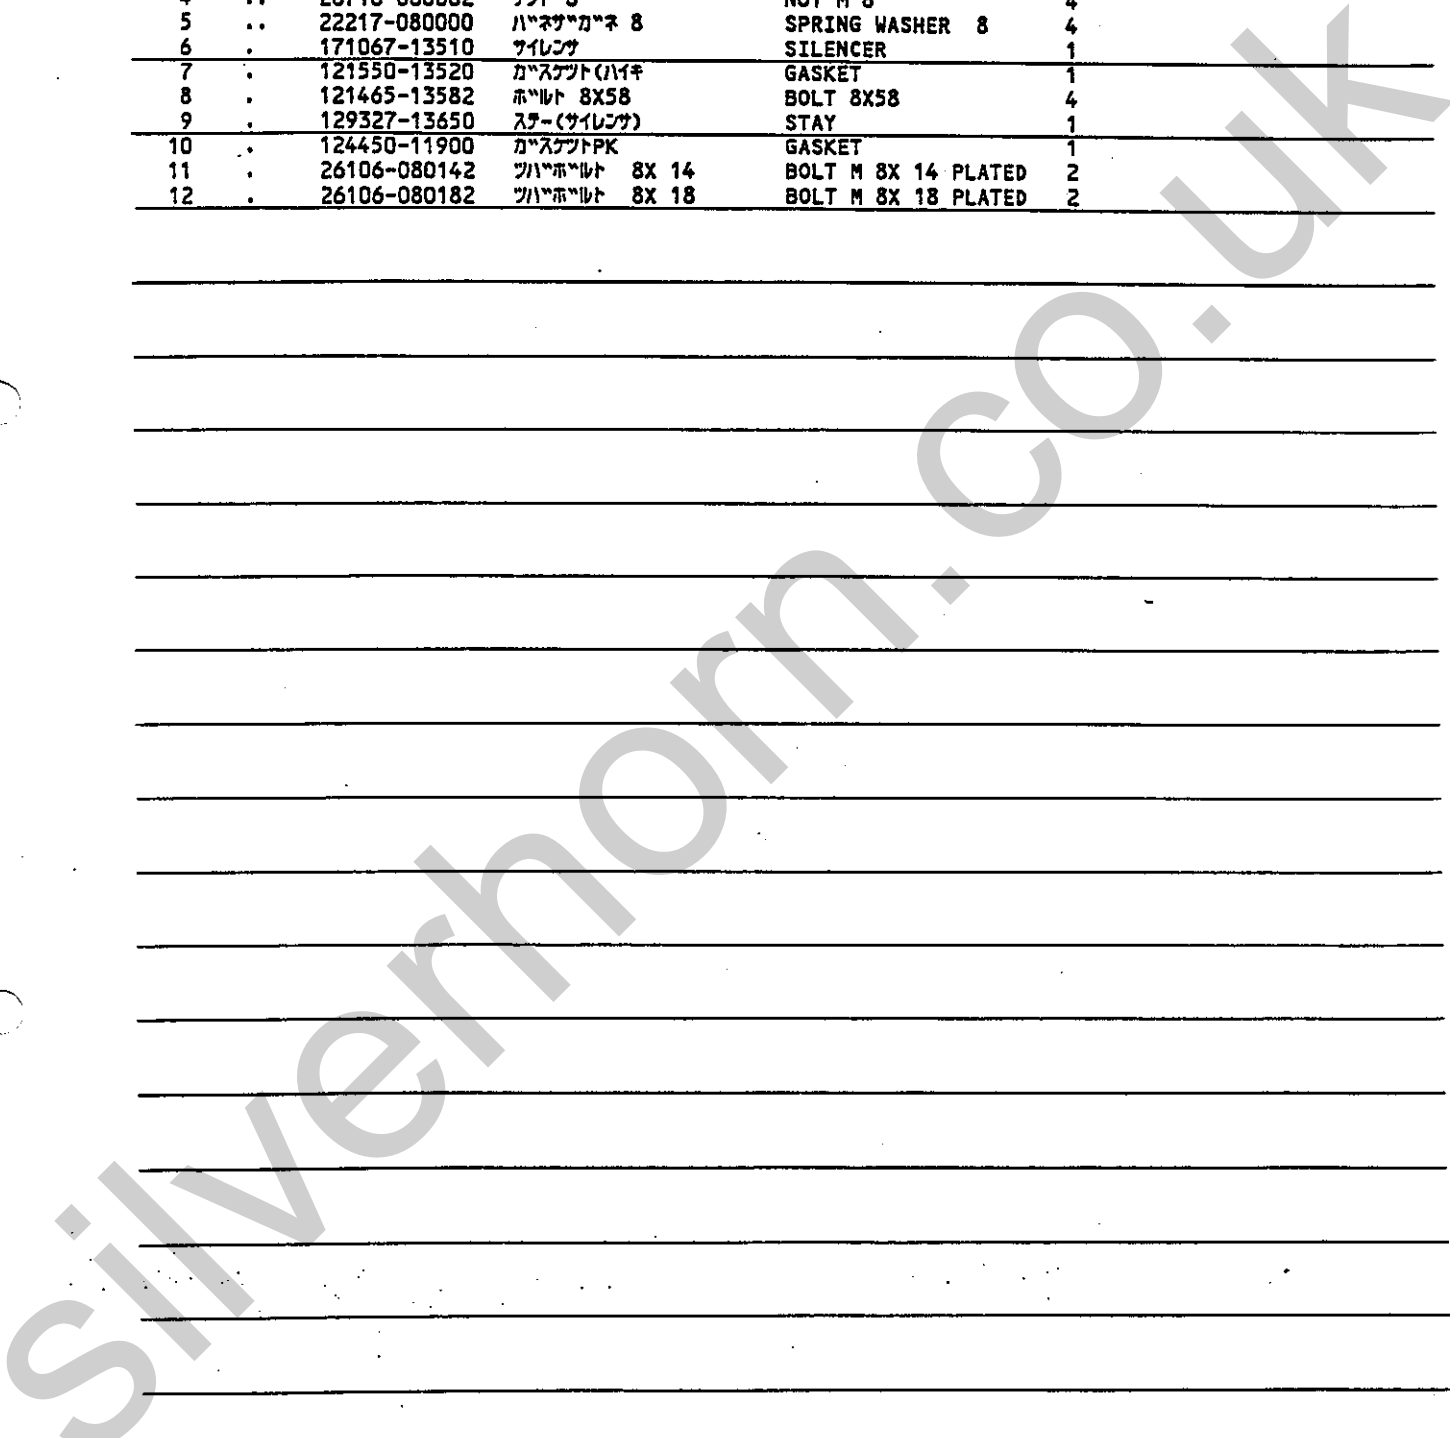 5 .. 22217-080000 バネザガネ 8 SPRING WASHER 8 4
6 . 171067-13510 サイレンサ SILENCER 1
7 . 121550-13520 ガスケツト(ハイキ GASKET 1
8 . 121465-13582 ボルト 8X58 BOLT 8X58 4
9 . 129327-13650 ステー(サイレンサ) STAY 1
10 . 124450-11900 ガスケツトPK GASKET 1
11 . 26106-080142 ツバボルト 8X 14 BOLT M 8X 14 PLATED 2
12 . 26106-080182 ツバボルト 8X 18 BOLT M 8X 18 PLATED 2
silverhorn.co.uk